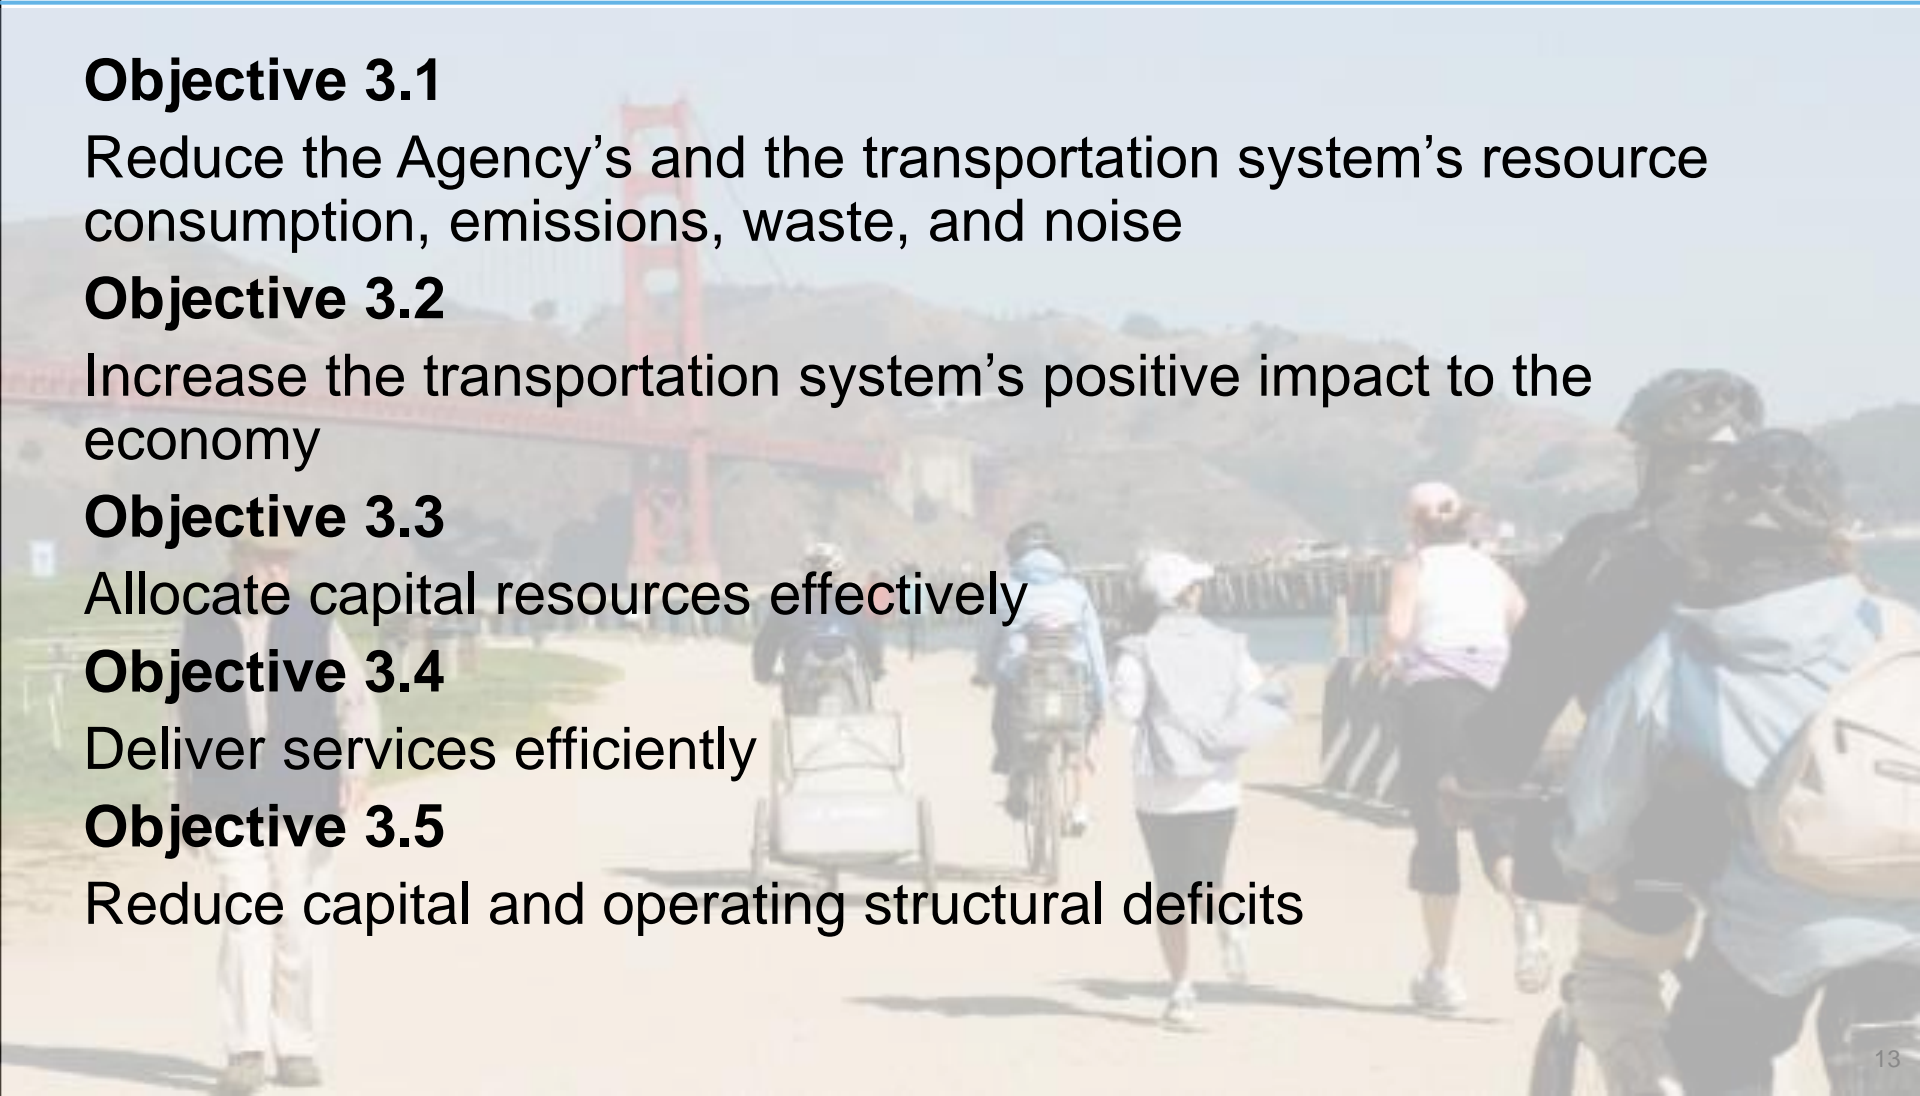 Objective 3.1
Reduce the Agency’s and the transportation system’s resource
consumption, emissions, waste, and noise
Objective 3.2
Increase the transportation system’s positive impact to the
economy
Objective 3.3
Allocate capital resources effectively
Objective 3.4
Deliver services efficiently
Objective 3.5
Reduce capital and operating structural deficits
13